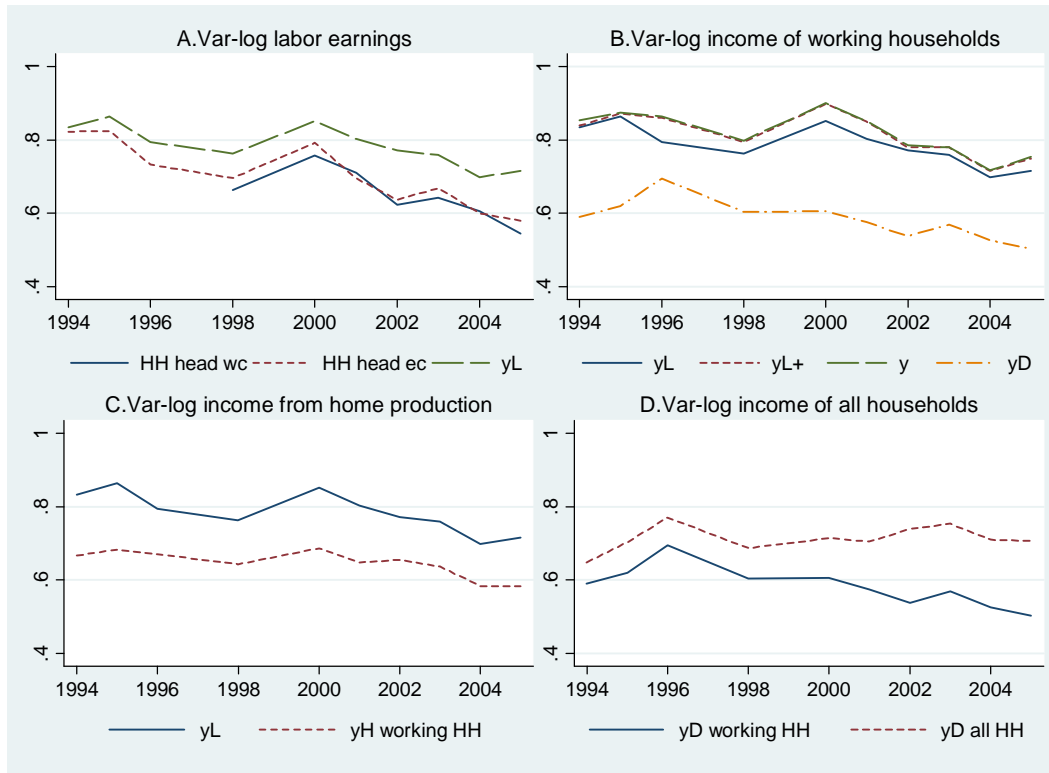 A.Var-log labor earnings
1
.8
.6
.4
1994 1996 1998 2000 2002 2004
HH head wc HH head ec yL
B.Var-log income of working households
1
.8
.6
.4
1994 1996 1998 2000 2002 2004
yL yL+ y yD
C.Var-log income from home production
1
.8
.6
.4
1994 1996 1998 2000 2002 2004
yL yH working HH
D.Var-log income of all households
1
.8
.6
.4
1994 1996 1998 2000 2002 2004
yD working HH yD all HH